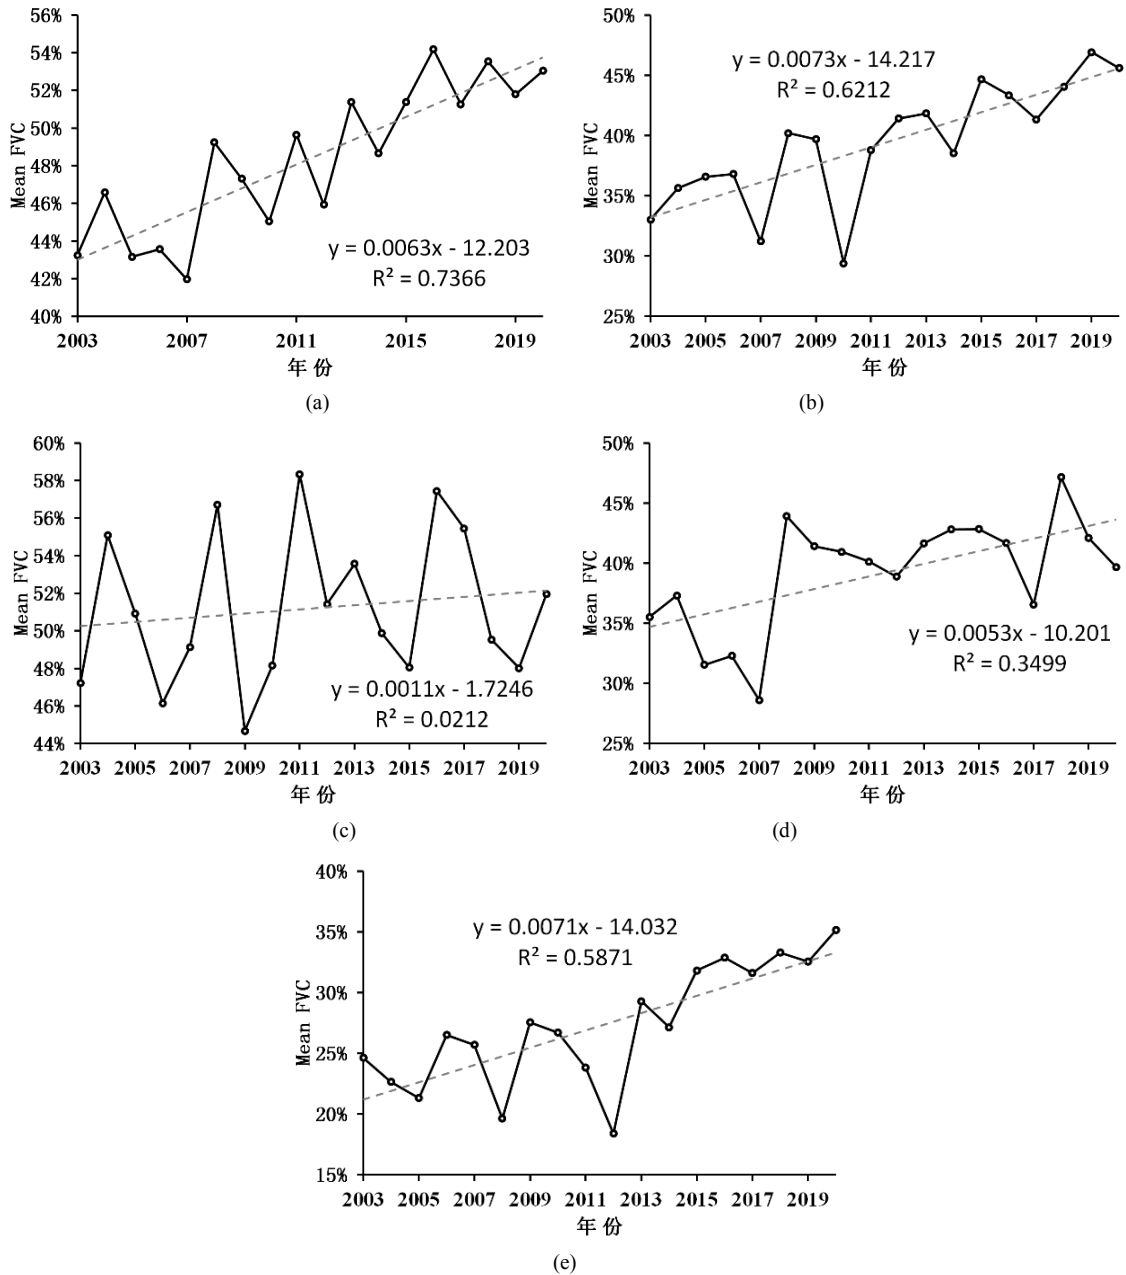 56%
54%
52%
50%
48%
46%
44%
42%
40%
Mean FVC
y = 0.0063x - 12.203
R² = 0.7366
2003 2007 2011 2015 2019
年份
(a)
50%
45%
40%
35%
30%
25%
Mean FVC
y = 0.0073x - 14.217
R² = 0.6212
2003 2005 2007 2009 2011 2013 2015 2017 2019
年份
(b)
60%
58%
56%
54%
52%
50%
48%
46%
44%
Mean FVC
y = 0.0011x - 1.7246
R² = 0.0212
2003 2005 2007 2009 2011 2013 2015 2017 2019
年份
(c)
50%
45%
40%
35%
30%
25%
Mean FVC
y = 0.0053x - 10.201
R² = 0.3499
2003 2005 2007 2009 2011 2013 2015 2017 2019
年份
(d)
40%
35%
30%
25%
20%
15%
Mean FVC
y = 0.0071x - 14.032
R² = 0.5871
2003 2005 2007 2009 2011 2013 2015 2017 2019
年份
(e)